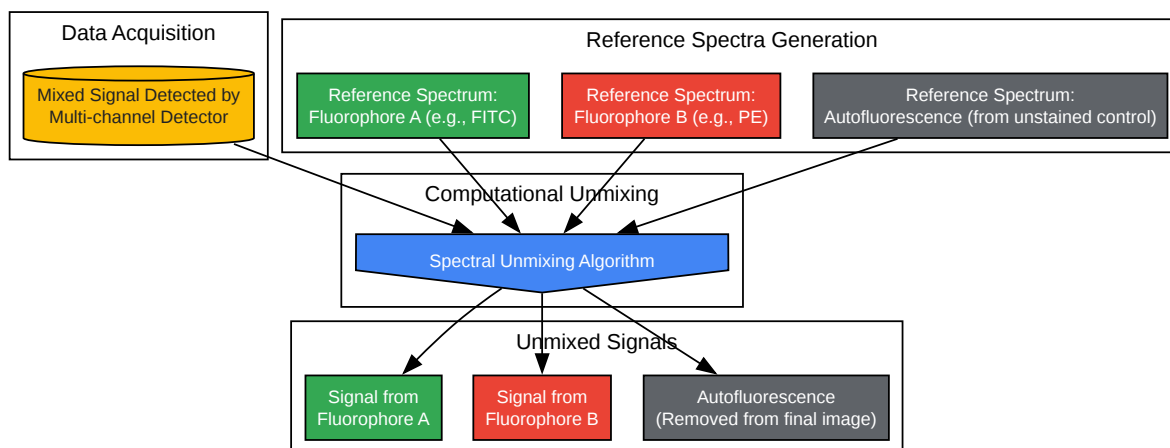 Data Acquisition
Mixed Signal Detected by
Multi-channel Detector
Reference Spectra Generation
Reference Spectrum:
Fluorophore A (e.g., FITC)
Reference Spectrum:
Fluorophore B (e.g., PE)
Reference Spectrum:
Autofluorescence (from unstained control)
Computational Unmixing
Spectral Unmixing Algorithm
Unmixed Signals
Signal from
Fluorophore A
Signal from
Fluorophore B
Autofluorescence
(Removed from final image)